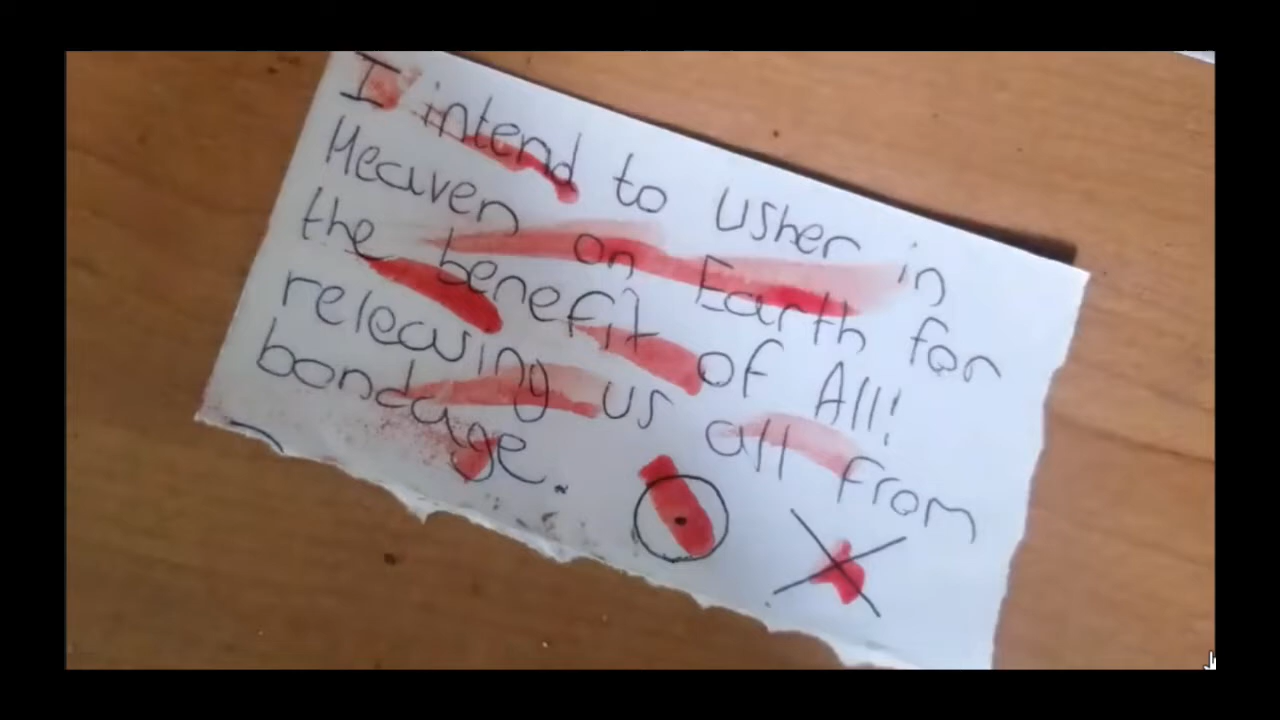 I intend to usher in
Heaven on Earth for
the benefit of All!
releasing us all from
bondage.